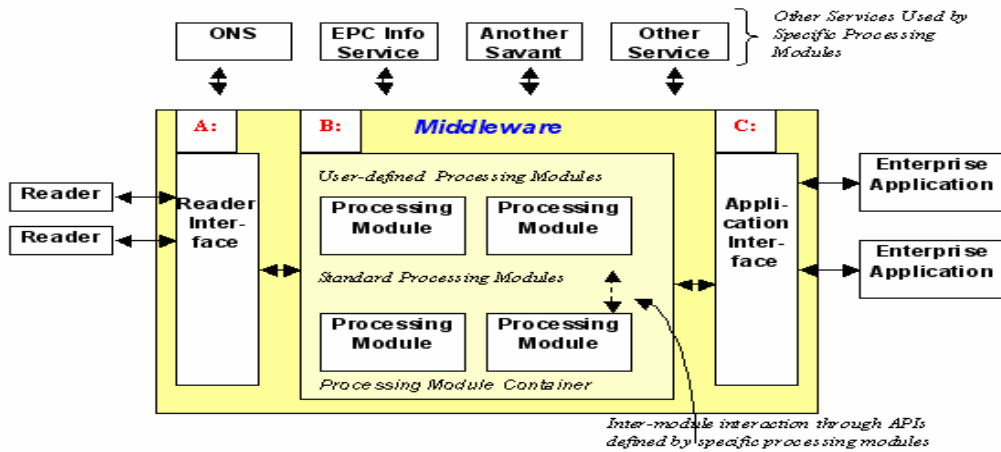 ONS
EPC Info
Service
Another
Savant
Other
Service
Other Services Used by
Specific Processing
Modules
A:
B:
Middleware
C:
Reader
Reader
Reader
Inter-
face
User-defined Processing Modules
Processing
Module
Processing
Module
Standard Processing Modules
Processing
Module
Processing
Module
Processing Module Container
Appli-
cation
Inter-
face
Enterprise
Application
Enterprise
Application
Inter-module interaction through APIs
defined by specific processing modules